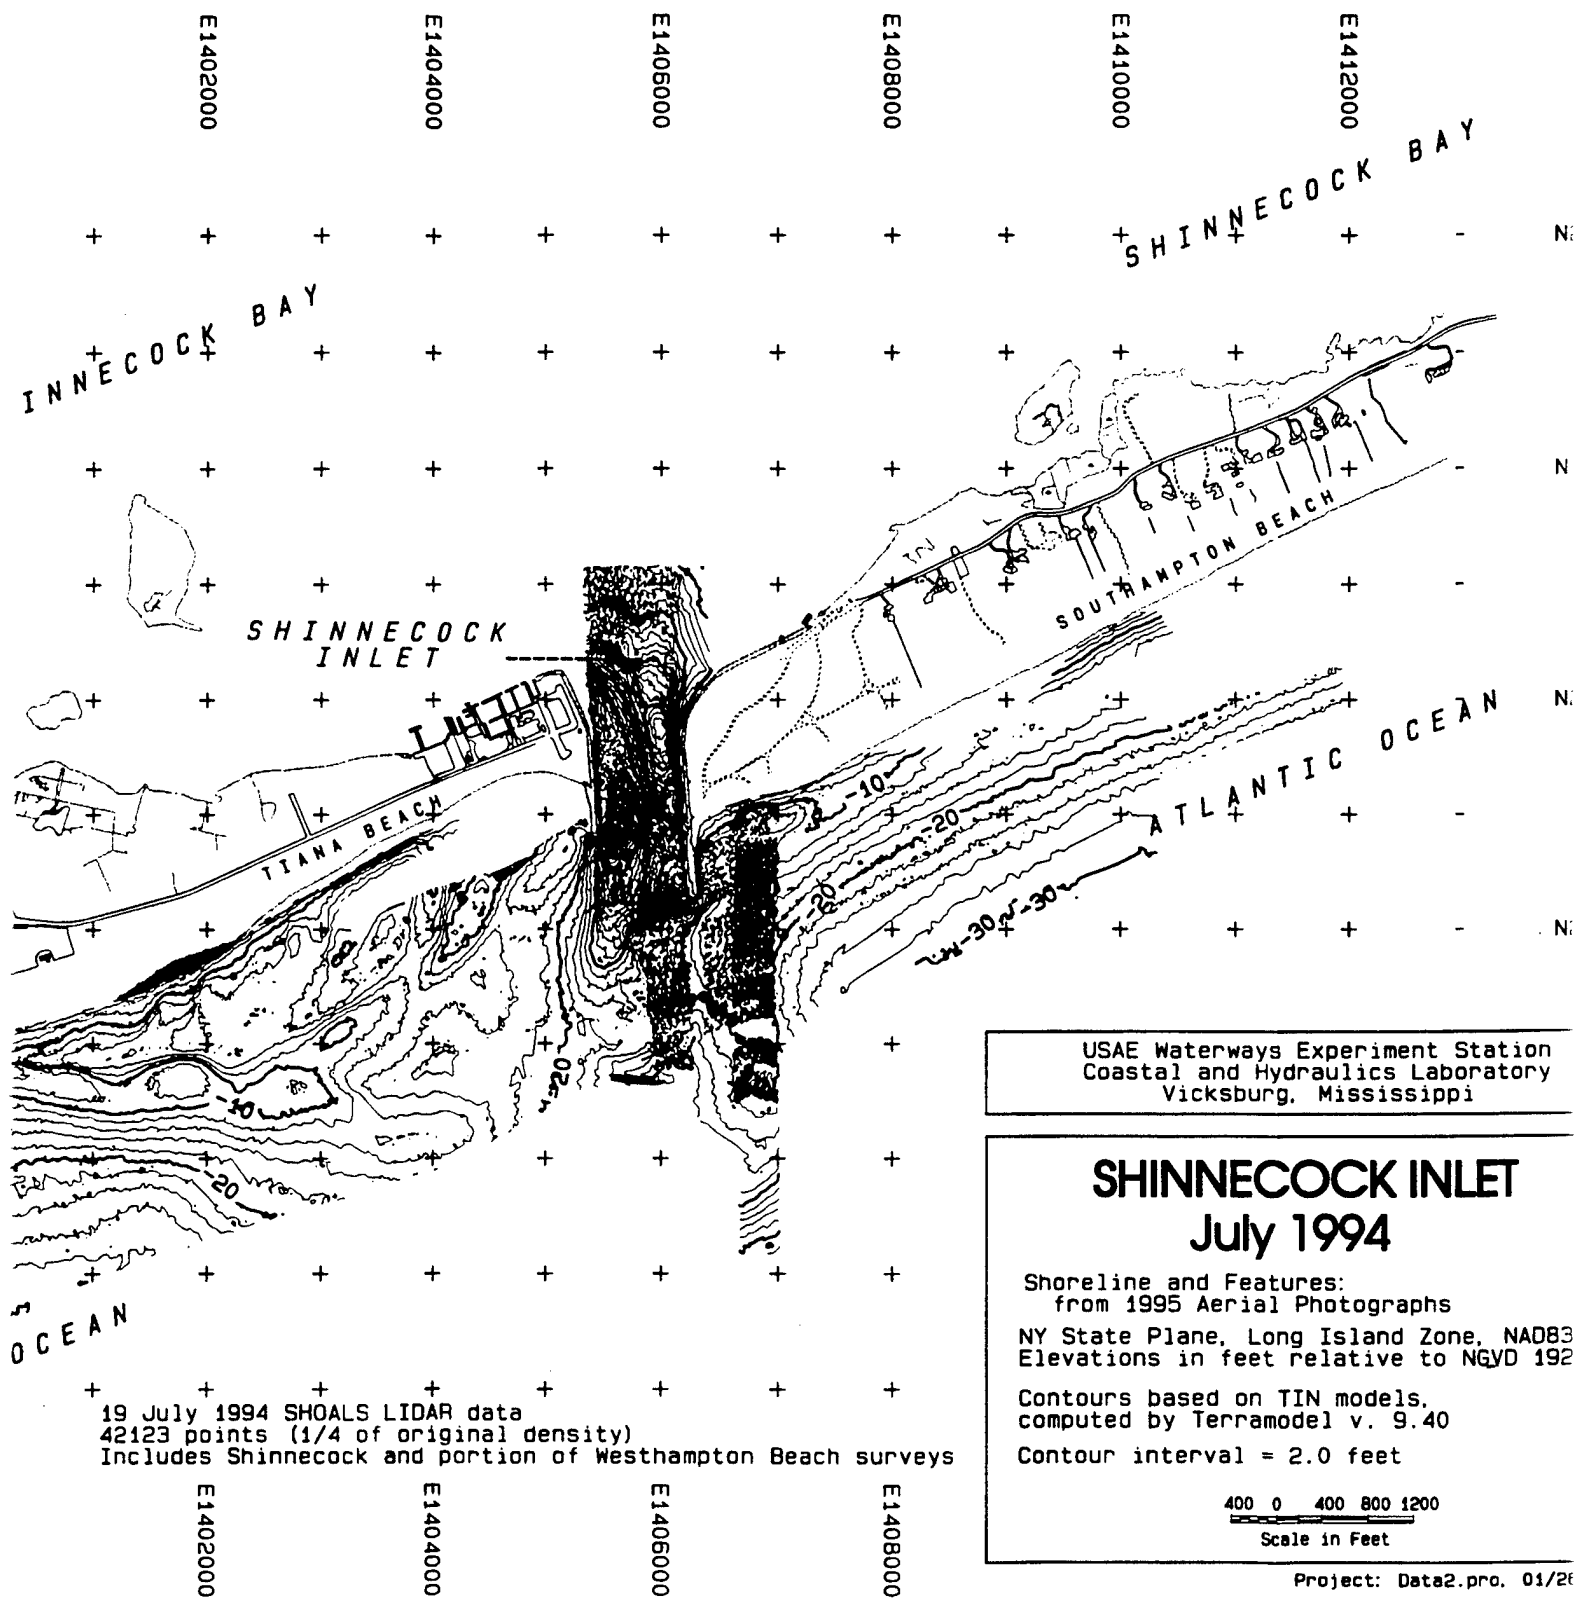 E1402000
E1404000
E1406000
E1408000
E1410000
E1412000
SHINNECOCK BAY
INNECOCK BAY
SHINNECOCK
INLET
SOUTHAMPTON BEACH
TIANA BEACH
ATLANTIC OCEAN
-10
-20
-20
-30
-30
-20
-10
-20
OCEAN
USAE Waterways Experiment Station
Coastal and Hydraulics Laboratory
Vicksburg, Mississippi
SHINNECOCK INLET
July 1994
Shoreline and Features:
from 1995 Aerial Photographs
NY State Plane, Long Island Zone, NAD83
Elevations in feet relative to NGVD 192
Contours based on TIN models,
computed by Terramodel v. 9.40
Contour interval = 2.0 feet
400 0 400 800 1200
Scale in Feet
19 July 1994 SHOALS LIDAR data
42123 points (1/4 of original density)
Includes Shinnecock and portion of Westhampton Beach surveys
E1402000
E1404000
E1406000
E1408000
Project: Data2.pro, 01/2